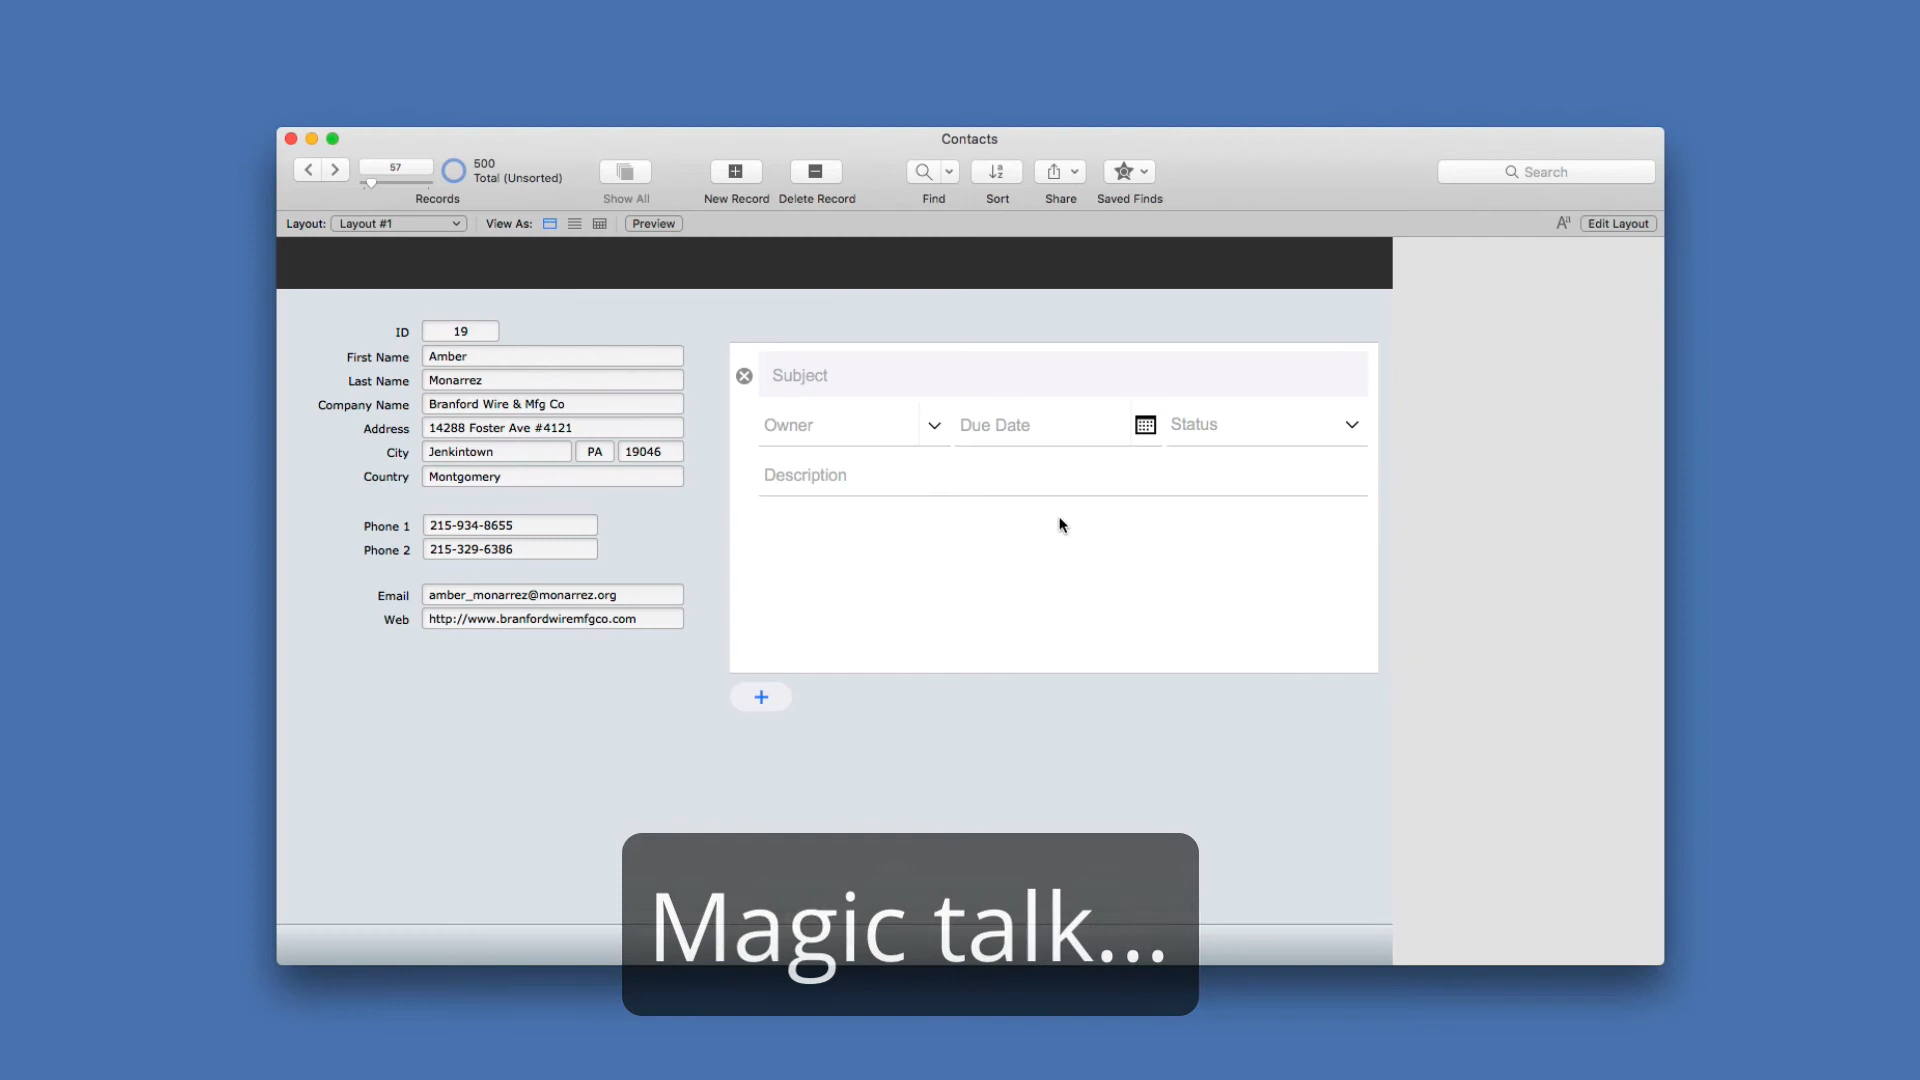 Contacts
57
500
Total (Unsorted)
Records
Show All
New Record
Delete Record
Find
Sort
Share
Saved Finds
Search
Layout: Layout #1
View As:
Preview
Aª
Edit Layout
ID 19
First Name Amber
Last Name Monarrez
Company Name Branford Wire & Mfg Co
Address 14288 Foster Ave #4121
City Jenkintown PA 19046
Country Montgomery
Phone 1 215-934-8655
Phone 2 215-329-6386
Email amber_monarrez@monarrez.org
Web http://www.branfordwiremfgco.com
Subject
Owner Due Date Status
Description
Magic talk...